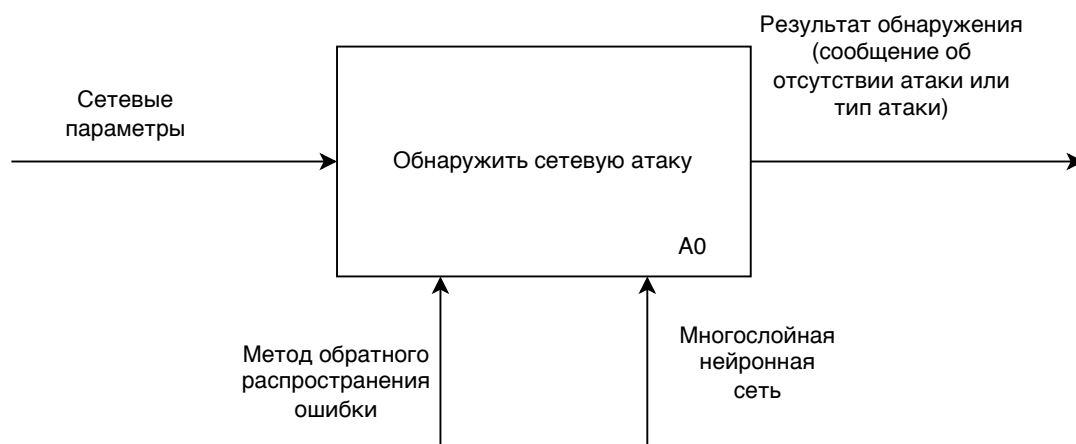 Результат обнаружения
(сообщение об
отсутствии атаки или
тип атаки)
Сетевые
параметры
Обнаружить сетевую атаку
A0
Метод обратного
распространения
ошибки
Многослойная
нейронная
сеть